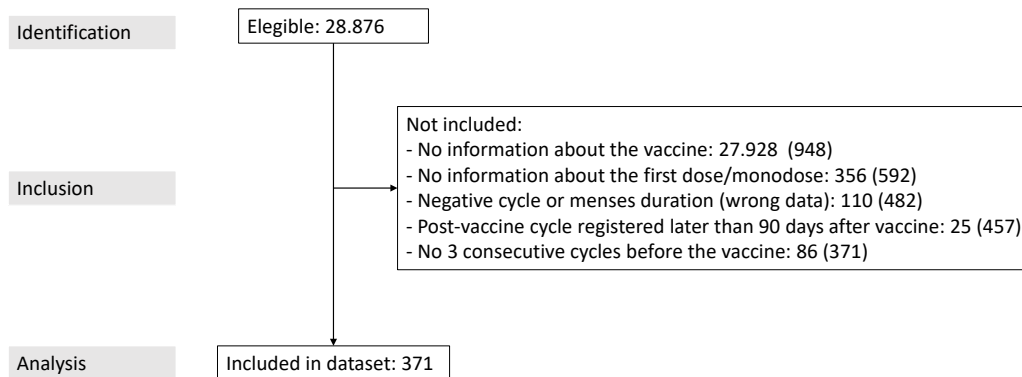 Identification
Elegible: 28.876
Inclusion
Not included:
- No information about the vaccine: 27.928  (948)
- No information about the first dose/monodose: 356 (592)
- Negative cycle or menses duration (wrong data): 110 (482)
- Post-vaccine cycle registered later than 90 days after vaccine: 25 (457)
- No 3 consecutive cycles before the vaccine: 86 (371)
Analysis
Included in dataset: 371